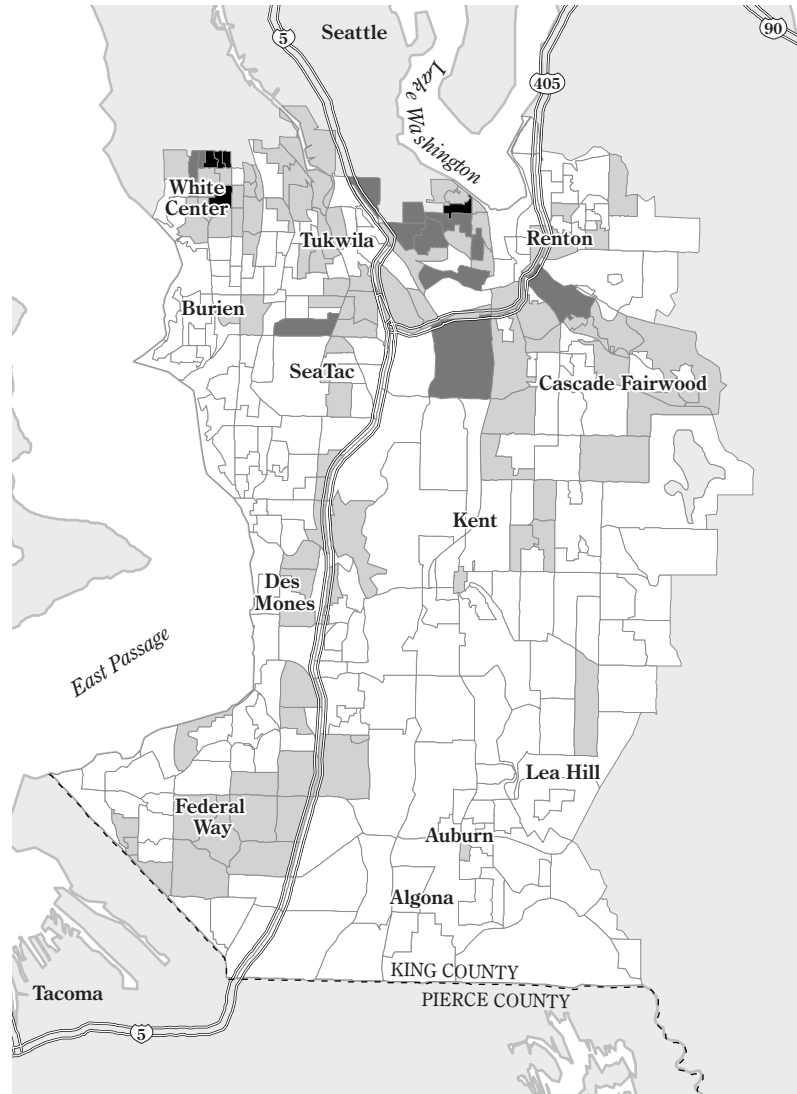 5
Seattle
90
405
Lake Washington
White
Center
Tukwila
Renton
Burien
SeaTac
Cascade Fairwood
Kent
Des
Mones
East Passage
Lea Hill
Federal
Way
Auburn
Algona
KING COUNTY
PIERCE COUNTY
Tacoma
5